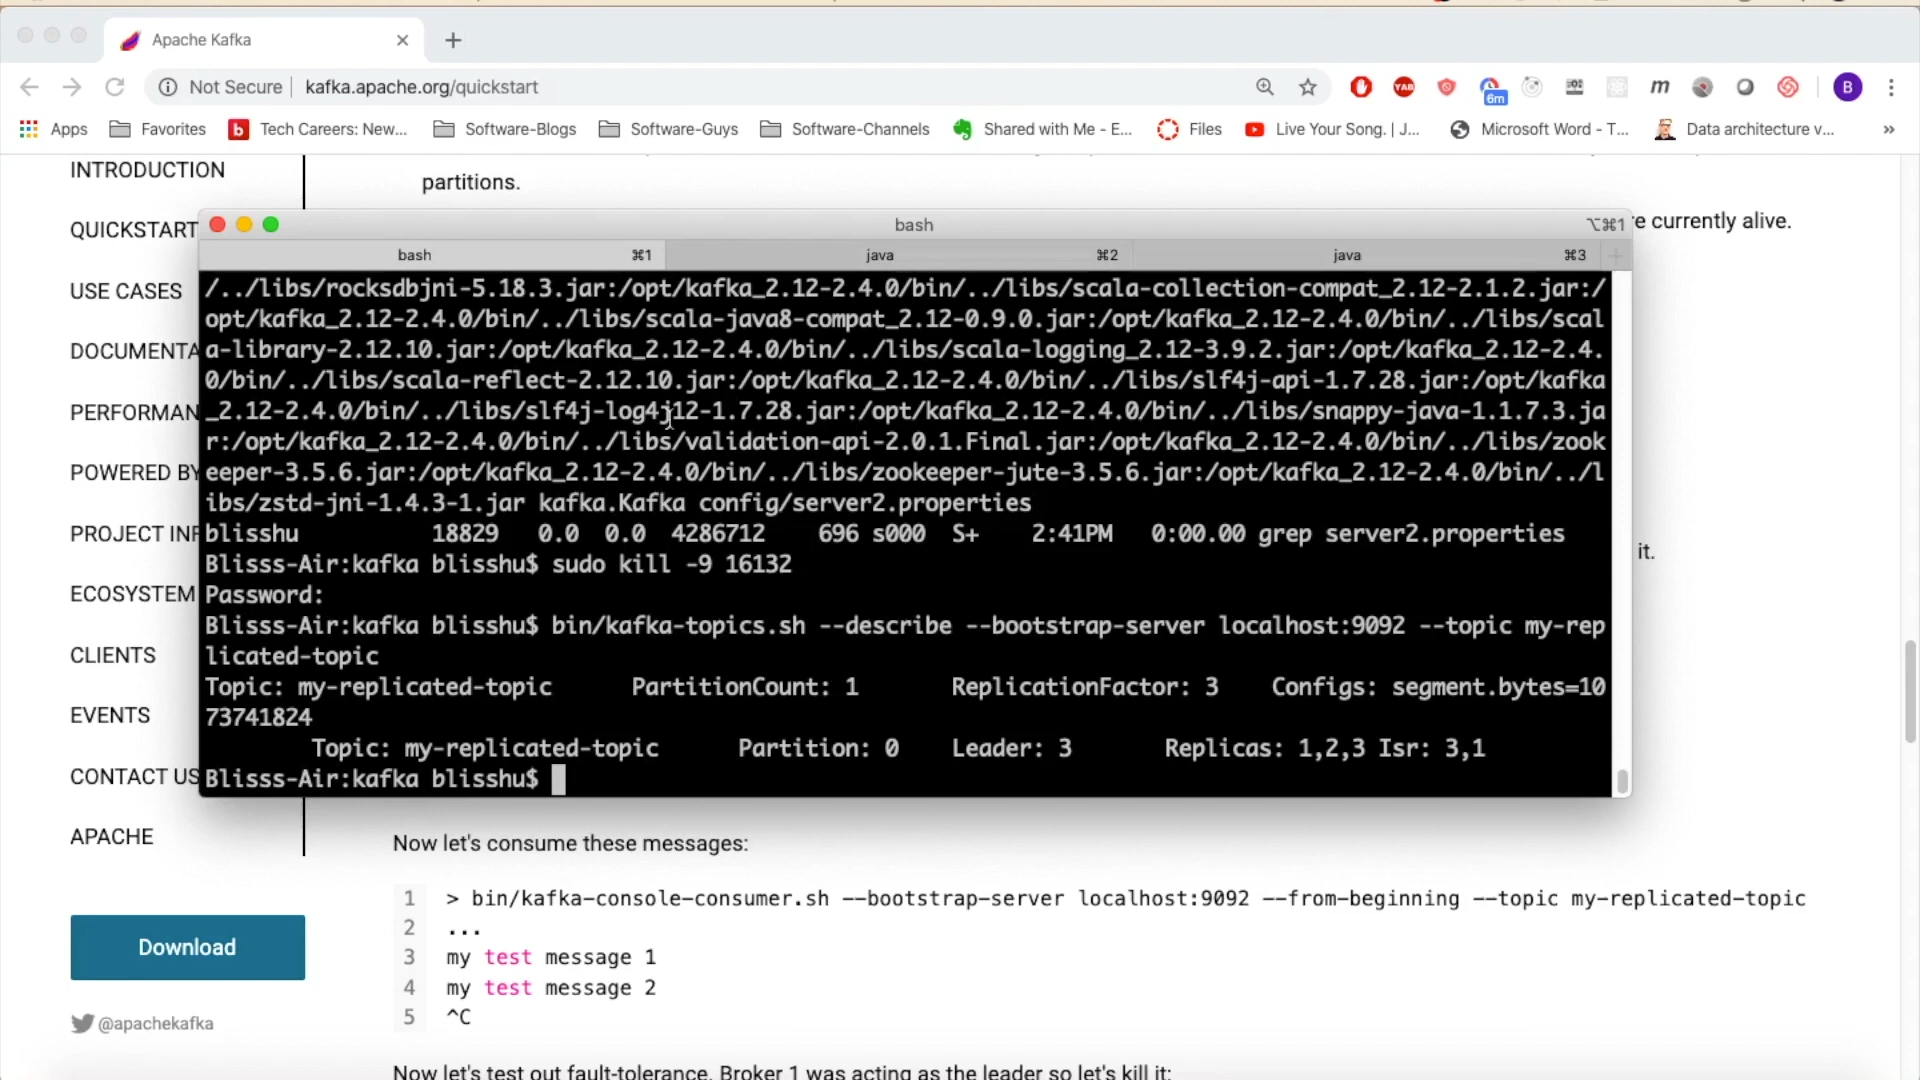 Apache Kafka
Not Secure kafka.apache.org/quickstart
YAB
6m
m
B
Apps Favorites Tech Careers: New... Software-Blogs Software-Guys Software-Channels Shared with Me - E... Files Live Your Song. | J... Microsoft Word - T... Data architecture v... »
INTRODUCTION
partitions.
QUICKSTART
re currently alive.
bash ⌥⌘1
bash ⌘1 java ⌘2 java ⌘3
/../libs/rocksdbjni-5.18.3.jar:/opt/kafka_2.12-2.4.0/bin/../libs/scala-collection-compat_2.12-2.1.2.jar:/
opt/kafka_2.12-2.4.0/bin/../libs/scala-java8-compat_2.12-0.9.0.jar:/opt/kafka_2.12-2.4.0/bin/../libs/scal
a-library-2.12.10.jar:/opt/kafka_2.12-2.4.0/bin/../libs/scala-logging_2.12-3.9.2.jar:/opt/kafka_2.12-2.4.
0/bin/../libs/scala-reflect-2.12.10.jar:/opt/kafka_2.12-2.4.0/bin/../libs/slf4j-api-1.7.28.jar:/opt/kafka
_2.12-2.4.0/bin/../libs/slf4j-log4j12-1.7.28.jar:/opt/kafka_2.12-2.4.0/bin/../libs/snappy-java-1.1.7.3.ja
r:/opt/kafka_2.12-2.4.0/bin/../libs/validation-api-2.0.1.Final.jar:/opt/kafka_2.12-2.4.0/bin/../libs/zook
eeper-3.5.6.jar:/opt/kafka_2.12-2.4.0/bin/../libs/zookeeper-jute-3.5.6.jar:/opt/kafka_2.12-2.4.0/bin/../l
ibs/zstd-jni-1.4.3-1.jar kafka.Kafka config/server2.properties
blisshu 18829 0.0 0.0 4286712 696 s000 S+ 2:41PM 0:00.00 grep server2.properties
Blisss-Air:kafka blisshu$ sudo kill -9 16132
Password:
Blisss-Air:kafka blisshu$ bin/kafka-topics.sh --describe --bootstrap-server localhost:9092 --topic my-rep
licated-topic
Topic: my-replicated-topic PartitionCount: 1 ReplicationFactor: 3 Configs: segment.bytes=10
73741824
Topic: my-replicated-topic Partition: 0 Leader: 3 Replicas: 1,2,3 Isr: 3,1
Blisss-Air:kafka blisshu$
USE CASES
DOCUMENTA
PERFORMAN
POWERED BY
PROJECT INF
it.
ECOSYSTEM
CLIENTS
EVENTS
CONTACT US
APACHE
Download
@apachekafka
Now let's consume these messages:
1 > bin/kafka-console-consumer.sh --bootstrap-server localhost:9092 --from-beginning --topic my-replicated-topic
2 ...
3 my test message 1
4 my test message 2
5 ^C
Now let's test out fault-tolerance. Broker 1 was acting as the leader so let's kill it: